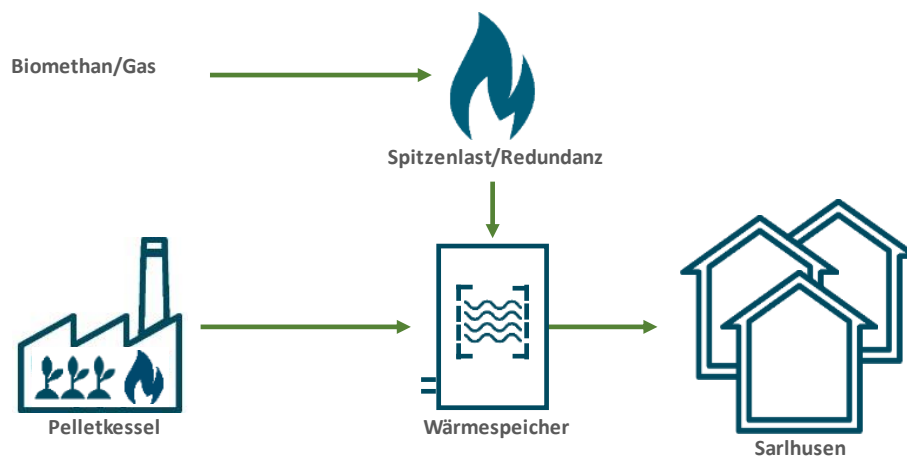 Biomethan/Gas
Spitzenlast/Redundanz
Pelletkessel
Wärmespeicher
Sarlhusen